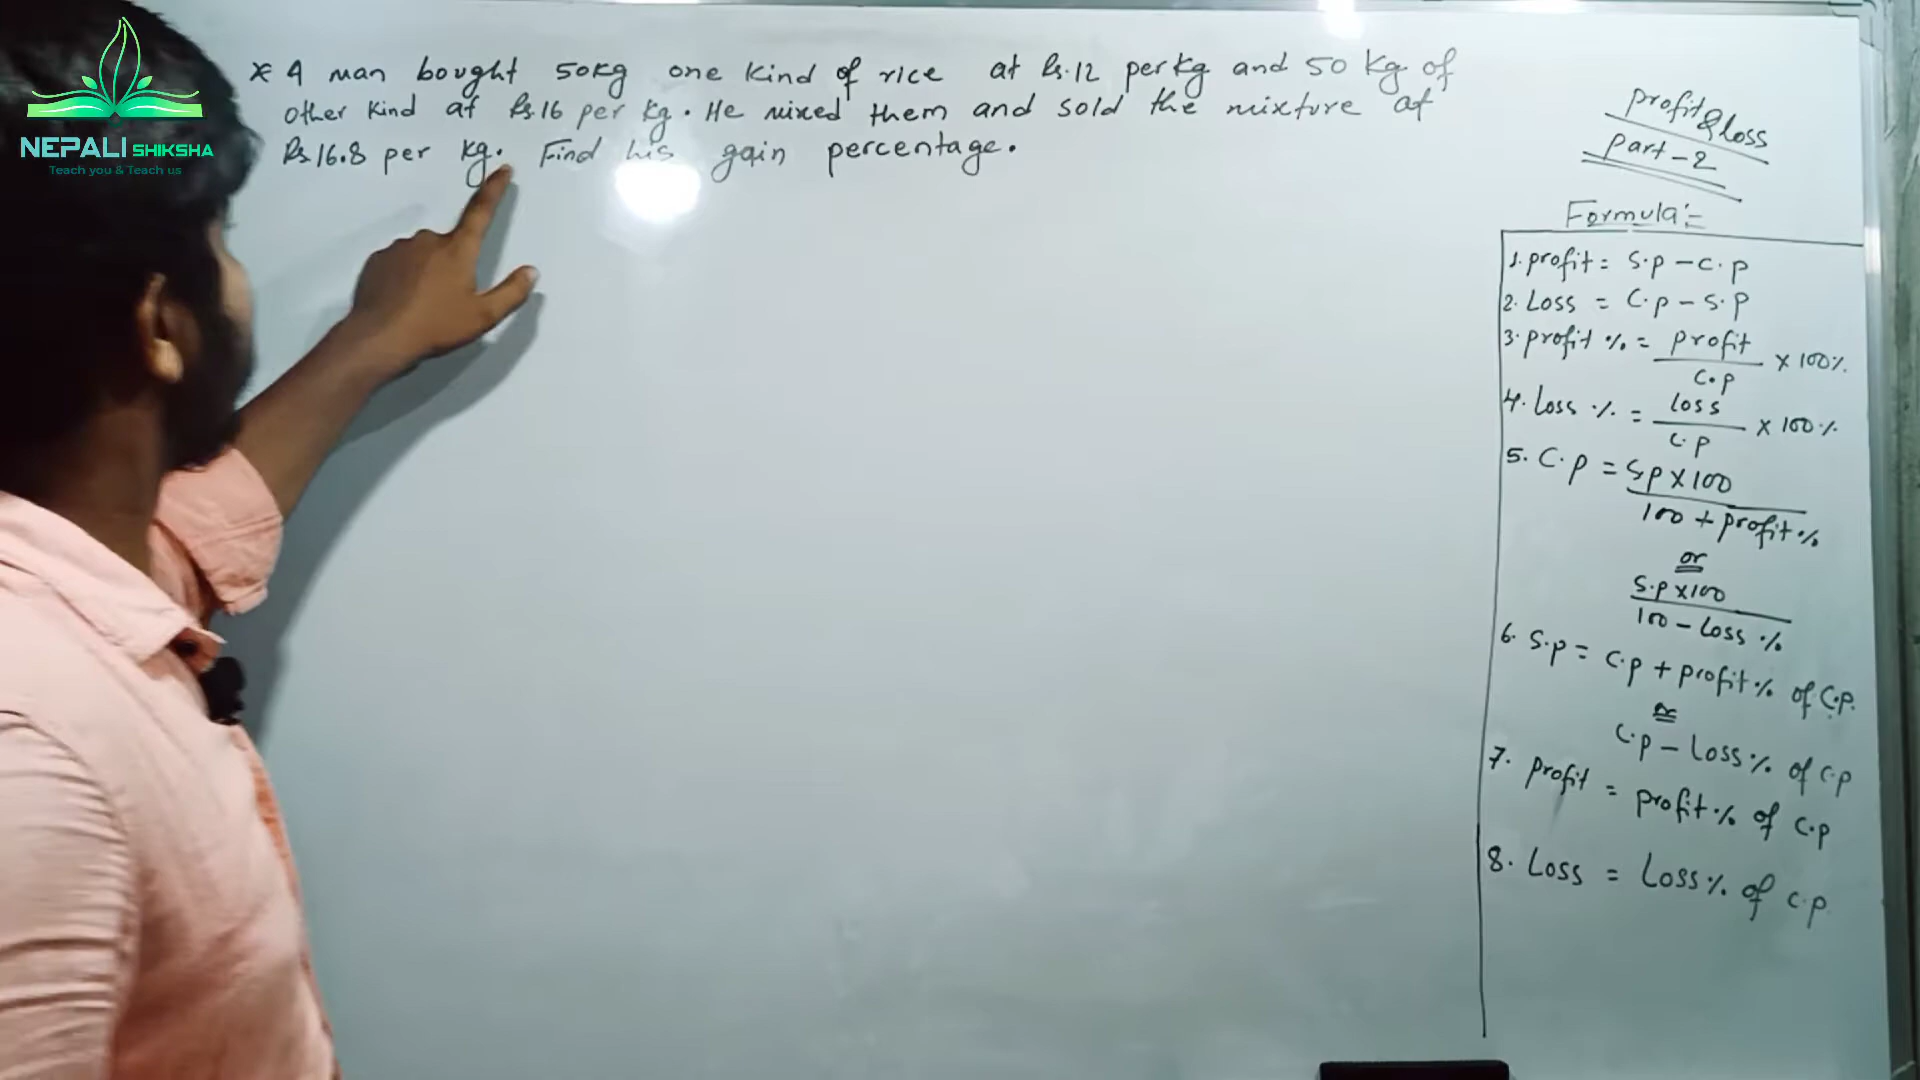 NEPALI SHIKSHA
Teach you & Teach us
* A man bought 50kg one kind of rice at Rs.12 per kg and 50 kg of
other kind at Rs.16 per kg. He mixed them and sold the mixture at
Rs.16.8 per kg. Find his gain percentage.
profit & loss
part-2
Formula:-
1. profit = S.p - C.p
2. Loss = C.p - S.p
3. profit % = profit / C.p × 100%
4. Loss % = loss / C.p × 100%
5. C.p = S.p × 100 / 100 + profit %
or
S.p × 100 / 100 - Loss %
6. S.p = C.p + profit % of C.p.
or
C.p - Loss % of C.p
7. profit = profit % of C.p
8. Loss = Loss % of C.p